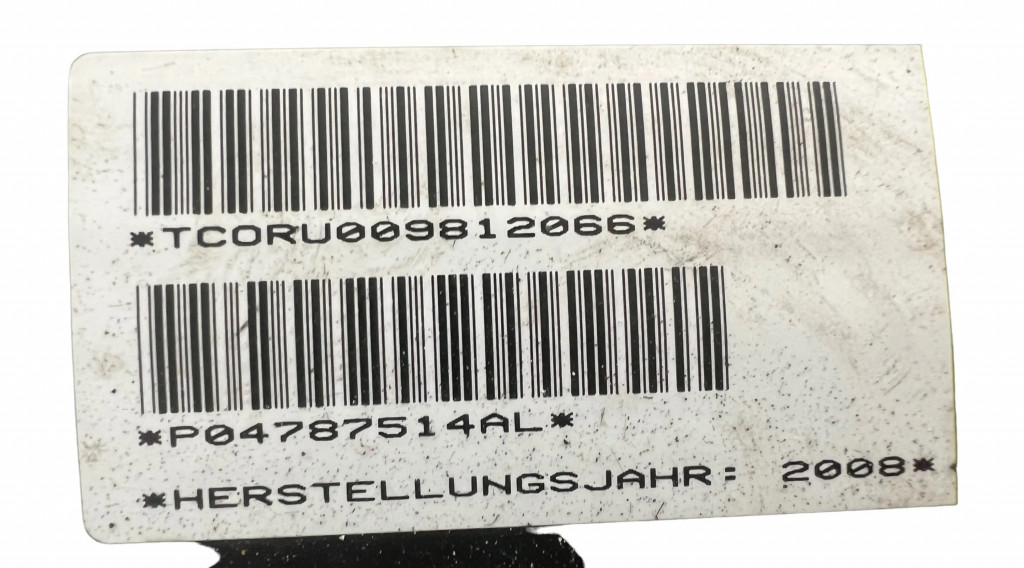 *TCORU009812066*
*P04787514AL*
*HERSTELLUNGSJAHR: 2008*